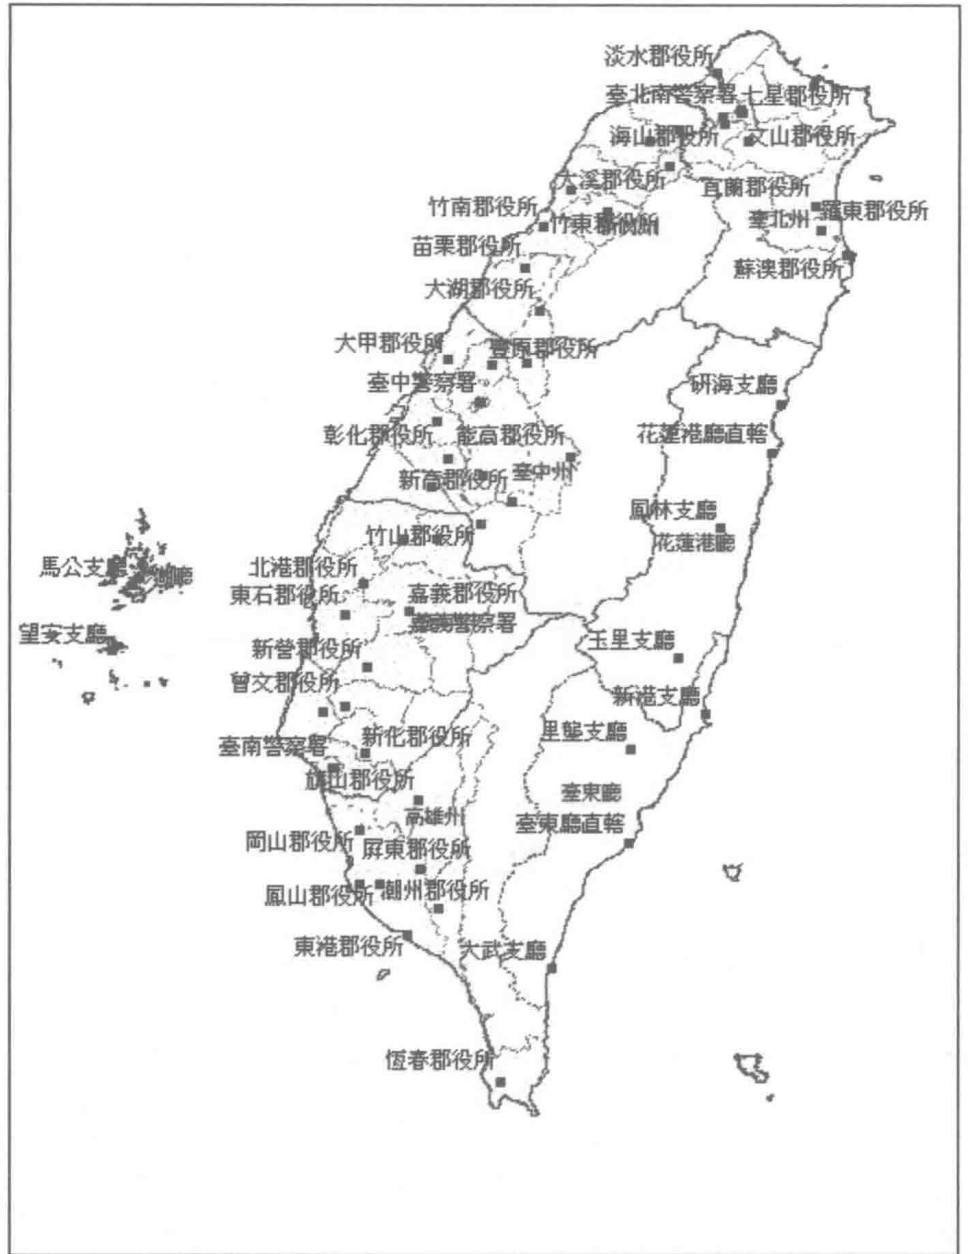 淡水郡役所
臺北南警察署
七星郡役所
海山郡役所
文山郡役所
大溪郡役所
宜蘭郡役所
竹南郡役所
竹東郡役所
臺北州
羅東郡役所
苗栗郡役所
蘇澳郡役所
大湖郡役所
大甲郡役所
豐原郡役所
臺中警察署
研海支廳
彰化郡役所
能高郡役所
花蓮港廳直轄
新高郡役所
臺中州
鳳林支廳
竹山郡役所
花蓮港廳
馬公支廳
北港郡役所
東石郡役所
嘉義郡役所
嘉義警察署
望安支廳
新營郡役所
玉里支廳
曾文郡役所
新港支廳
臺南警察署
新化郡役所
里壟支廳
旗山郡役所
臺東廳
高雄州
臺東廳直轄
岡山郡役所
屏東郡役所
鳳山郡役所
潮州郡役所
東港郡役所
大武支廳
恆春郡役所